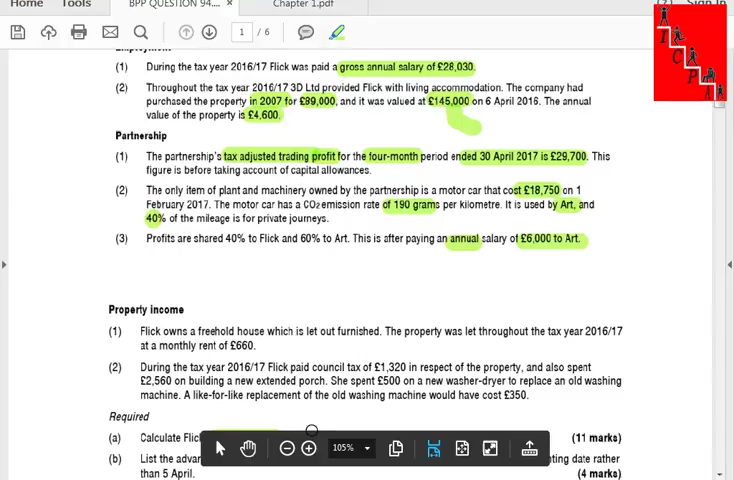 Home Tools BPP QUESTION 94.... × Chapter 1.pdf
1 / 6
Employment
(1) During the tax year 2016/17 Flick was paid a gross annual salary of £28,030.
(2) Throughout the tax year 2016/17 3D Ltd provided Flick with living accommodation. The company had
purchased the property in 2007 for £89,000, and it was valued at £145,000 on 6 April 2016. The annual
value of the property is £4,600.
Partnership
(1) The partnership's tax adjusted trading profit for the four-month period ended 30 April 2017 is £29,700. This
figure is before taking account of capital allowances.
(2) The only item of plant and machinery owned by the partnership is a motor car that cost £18,750 on 1
February 2017. The motor car has a CO2 emission rate of 190 grams per kilometre. It is used by Art, and
40% of the mileage is for private journeys.
(3) Profits are shared 40% to Flick and 60% to Art. This is after paying an annual salary of £6,000 to Art.
Property income
(1) Flick owns a freehold house which is let out furnished. The property was let throughout the tax year 2016/17
at a monthly rent of £660.
(2) During the tax year 2016/17 Flick paid council tax of £1,320 in respect of the property, and also spent
£2,560 on building a new extended porch. She spent £500 on a new washer-dryer to replace an old washing
machine. A like-for-like replacement of the old washing machine would have cost £350.
Required
(a) Calculate Flick (11 marks)
(b) List the advan nting date rather
than 5 April. (4 marks)
105%
I
C
P
A